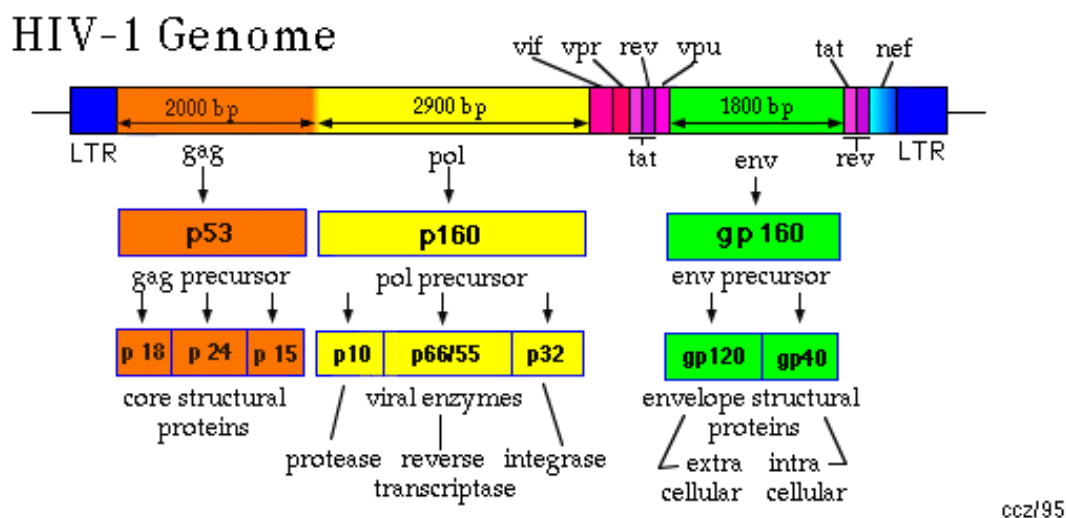 HIV-1 Genome
vif vpr rev vpu tat nef
2000 bp 2900 bp 1800 bp
LTR gag pol tat env rev LTR
p53 p160 gp 160
gag precursor pol precursor env precursor
p 18 p 24 p 15 p10 p66/55 p32 gp120 gp40
core structural viral enzymes envelope structural
proteins proteins
protease reverse integrase extra intra
transcriptase cellular cellular
ccz/95